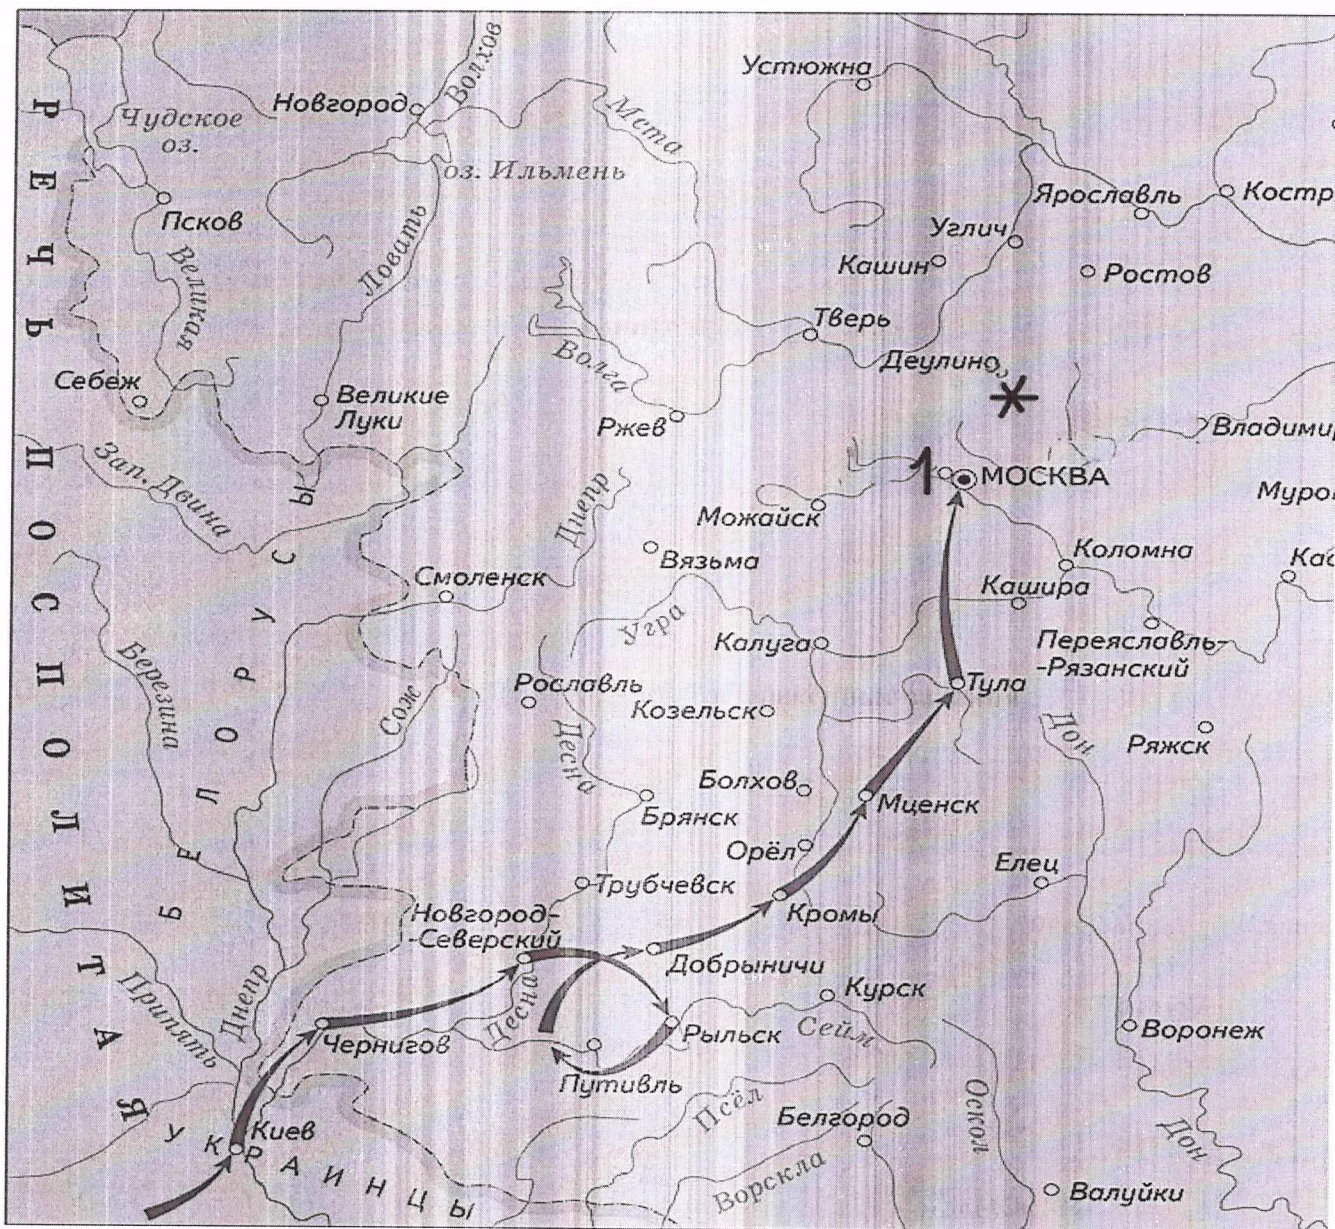 Волхов
Устюжна
Новгород
Мста
Чудское
оз.
оз. Ильмень
Псков
Ярославль
Костр
Углич
Кашин
Ростов
Великая
Ловать
Тверь
Волга
Деулино
Себеж
Великие
Луки
Ржев
Владимир
Зап. Двина
1
МОСКВА
Можайск
Муром
Днепр
Вязьма
Коломна
Смоленск
Кашира
Кас
Угра
Калуга
Переяславль-
-Рязанский
Березина
Сож
Рославль
Козельск
Тула
Дон
Ряжск
Десна
Болхов
Мценск
Брянск
Орёл
Елец
Трубчевск
Кромы
Новгород-
-Северский
Добрыничи
Припять
Днепр
Десна
Курск
Чернигов
Рыльск
Сейм
Воронеж
Путивль
Псёл
Белгород
Оскол
Дон
Киев
Ворскла
Валуйки
РЕЧЬ ПОСПОЛИТАЯ
БЕЛОРУСЫ
УКРАИНЦЫ